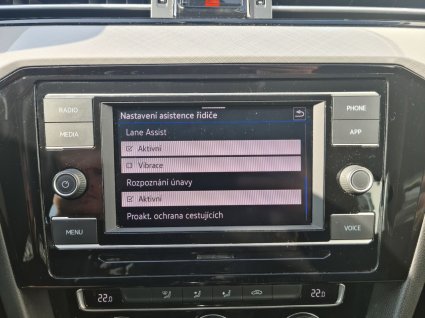 RADIO
MEDIA
MENU
PHONE
APP
VOICE
Nastavení asistence řidiče
Lane Assist
Aktivní
Vibrace
Rozpoznání únavy
Aktivní
Proakt. ochrana cestujících
22.0
22.0